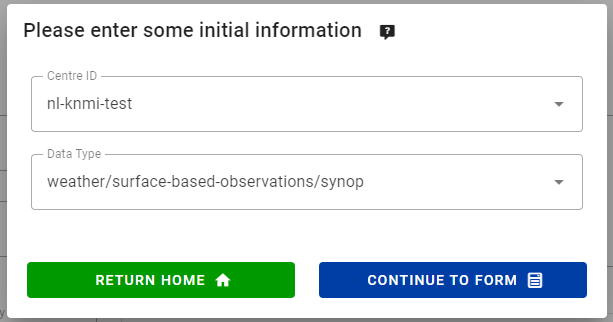 Please enter some initial information
Centre ID
nl-knmi-test
Data Type
weather/surface-based-observations/synop
RETURN HOME
CONTINUE TO FORM